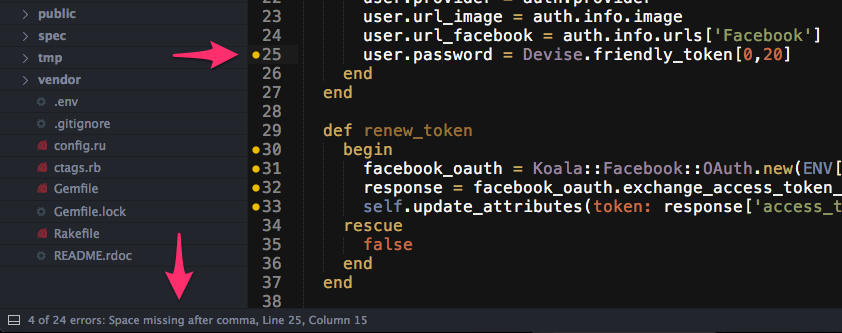 public
spec
tmp
vendor
.env
.gitignore
config.ru
ctags.rb
Gemfile
Gemfile.lock
Rakefile
README.rdoc
22 user.provider = auth.provider
23 user.url_image = auth.info.image
24 user.url_facebook = auth.info.urls['Facebook']
25 user.password = Devise.friendly_token[0,20]
26 end
27 end
28
29 def renew_token
30 begin
31 facebook_oauth = Koala::Facebook::OAuth.new(ENV[
32 response = facebook_oauth.exchange_access_token_
33 self.update_attributes(token: response['access_t
34 rescue
35 false
36 end
37 end
38
4 of 24 errors: Space missing after comma, Line 25, Column 15